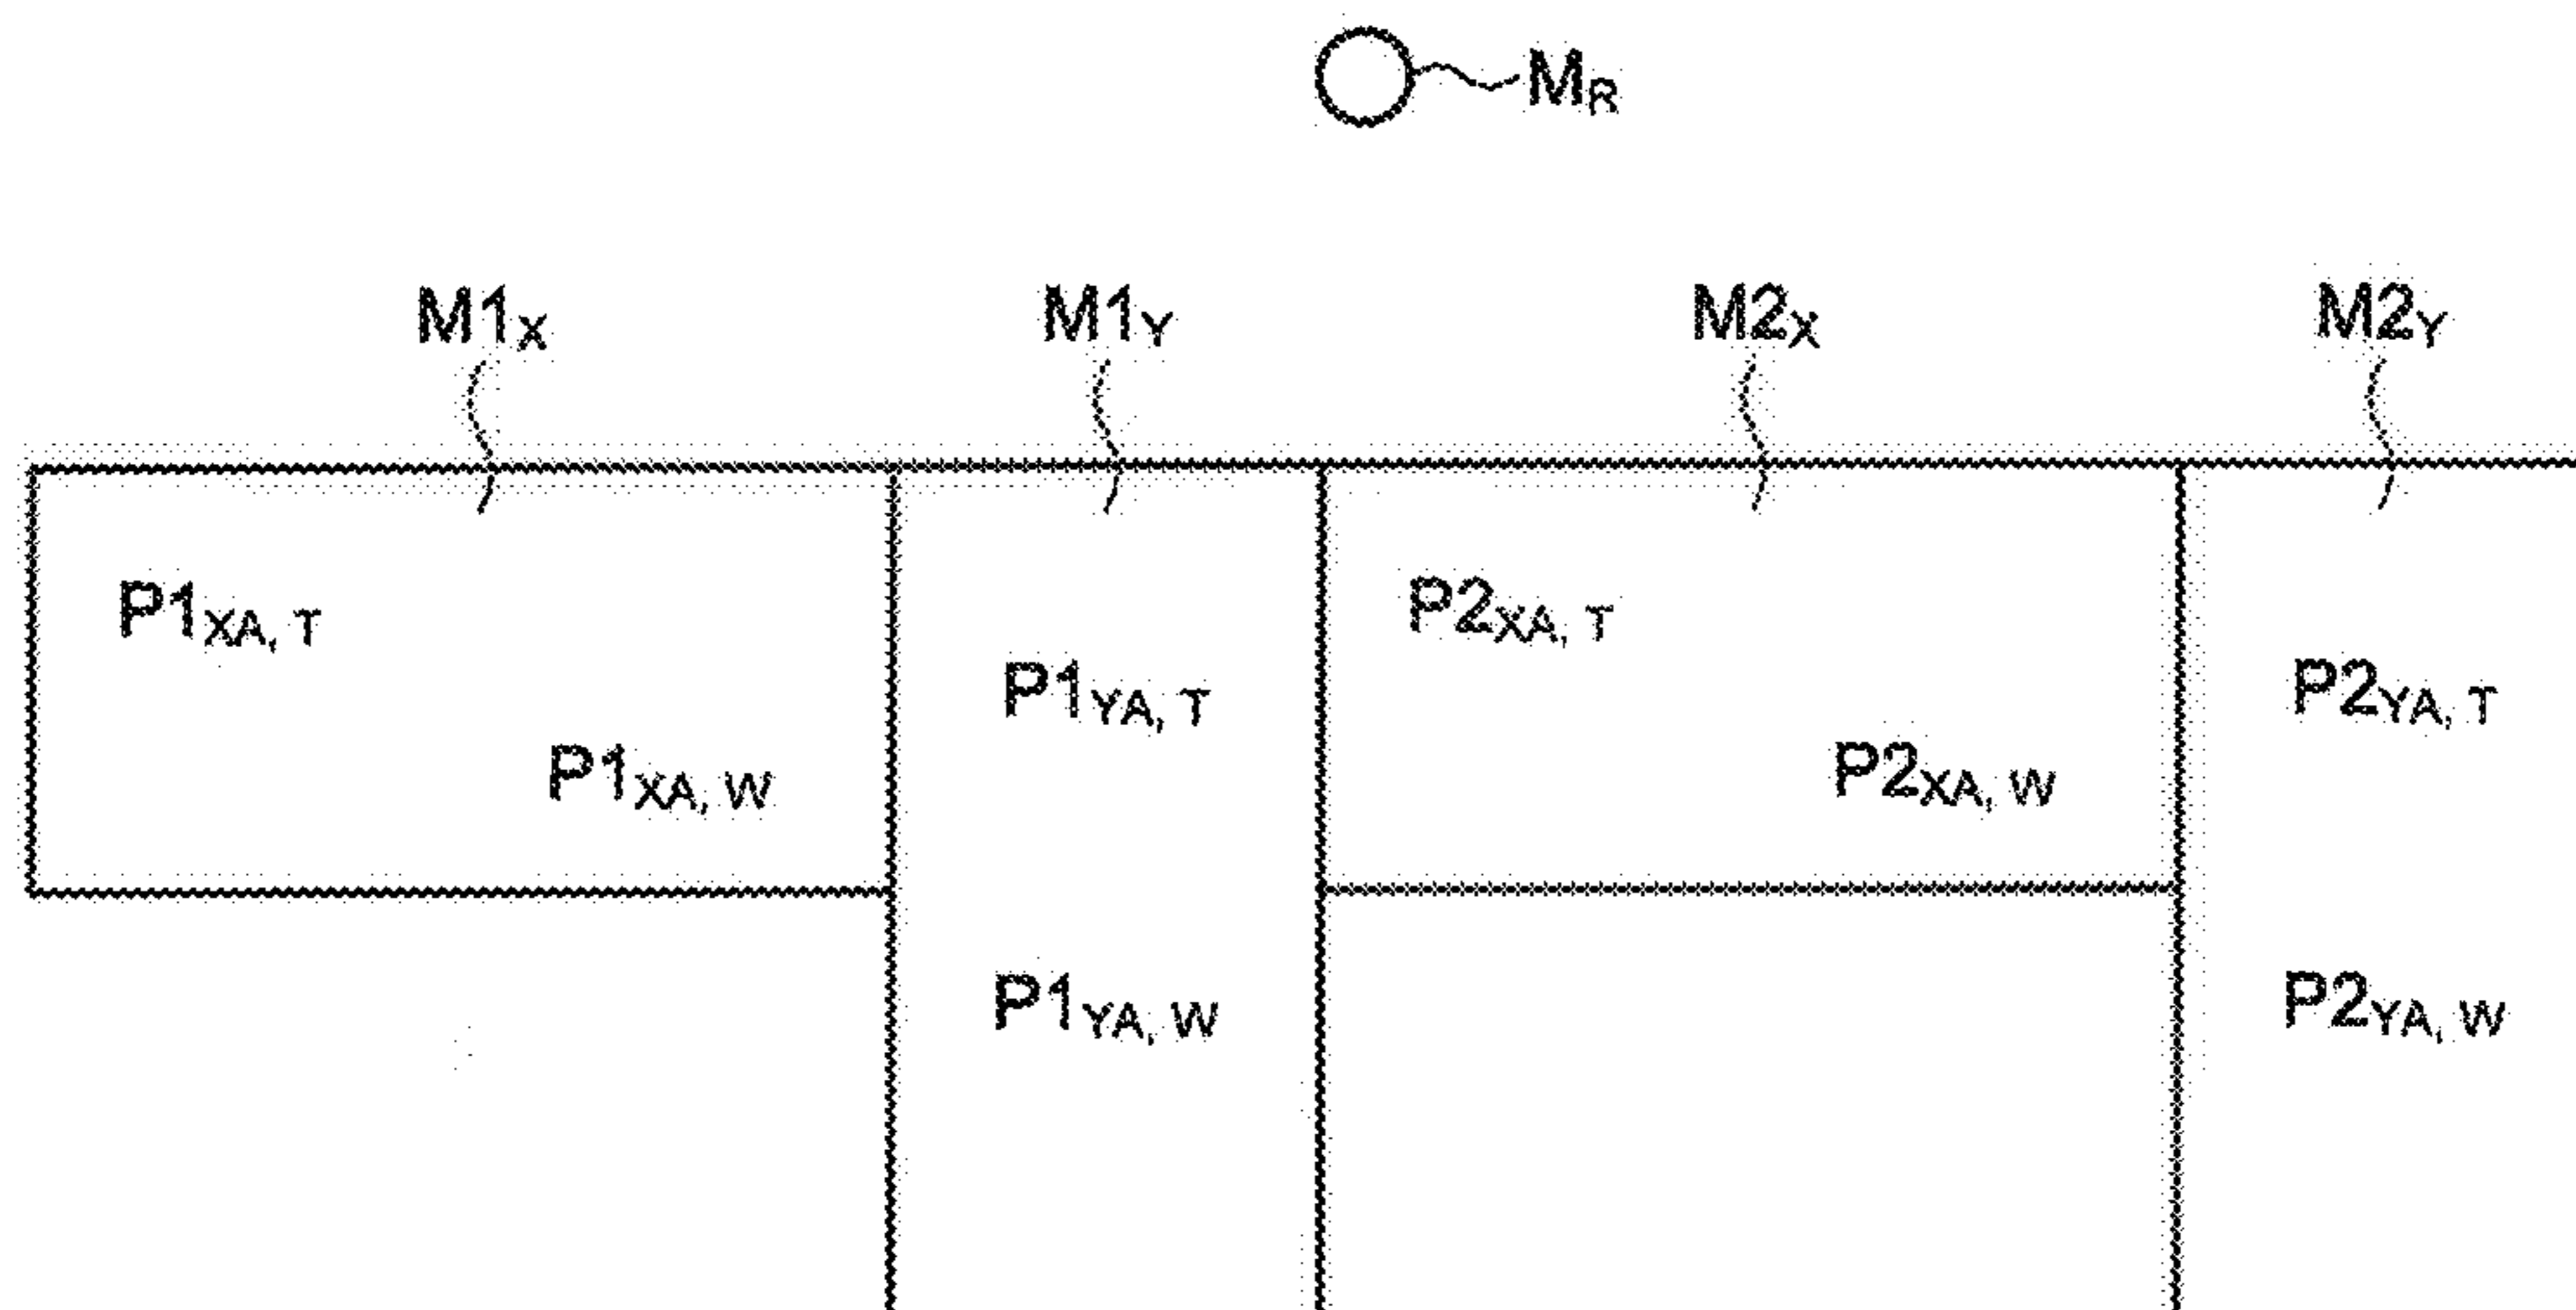 M_R
M1_X M1_Y M2_X M2_Y
P1_XA, T P2_XA, T
P1_YA, T P2_YA, T
P1_XA, W P2_XA, W
P1_YA, W P2_YA, W